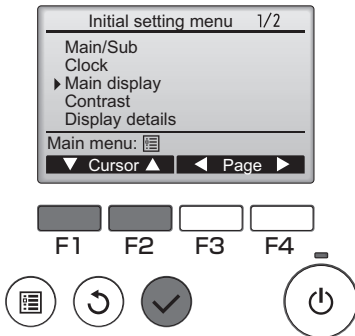 Initial setting menu 1/2
Main/Sub
Clock
Main display
Contrast
Display details
Main menu:
▼ Cursor ▲ ◀ Page ▶
F1 F2 F3 F4